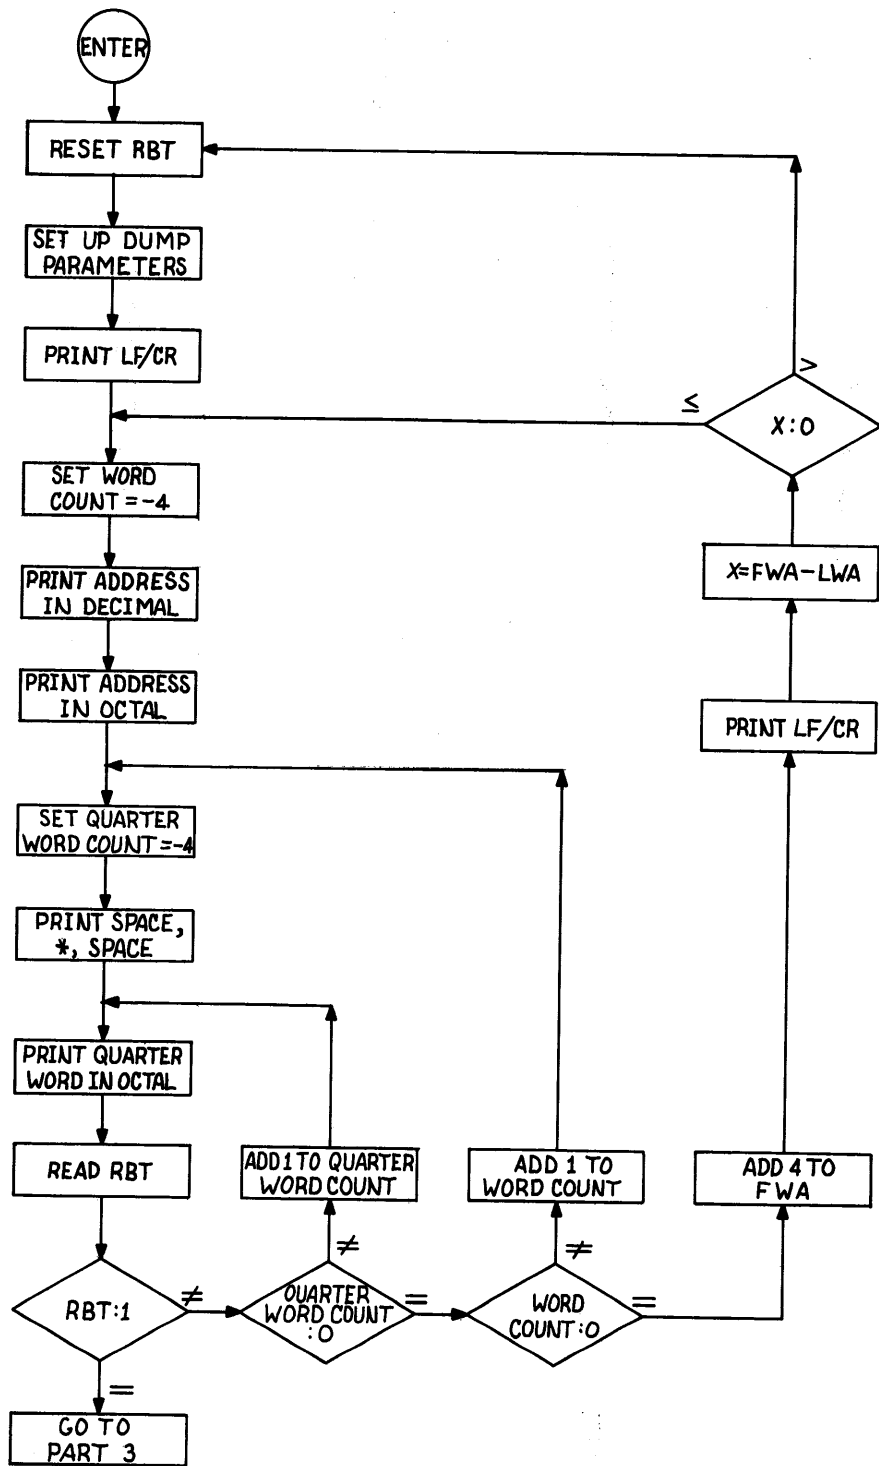 ENTER
RESET RBT
SET UP DUMP
PARAMETERS
PRINT LF/CR
>
≤
X:0
SET WORD
COUNT = -4
X=FWA-LWA
PRINT ADDRESS
IN DECIMAL
PRINT ADDRESS
IN OCTAL
PRINT LF/CR
SET QUARTER
WORD COUNT = -4
PRINT SPACE,
*, SPACE
PRINT QUARTER
WORD IN OCTAL
READ RBT
ADD 1 TO QUARTER
WORD COUNT
ADD 1 TO
WORD COUNT
ADD 4 TO
FWA
RBT:1
≠
QUARTER
WORD COUNT
:0
≠
=
WORD
COUNT:0
≠
=
=
GO TO
PART 3